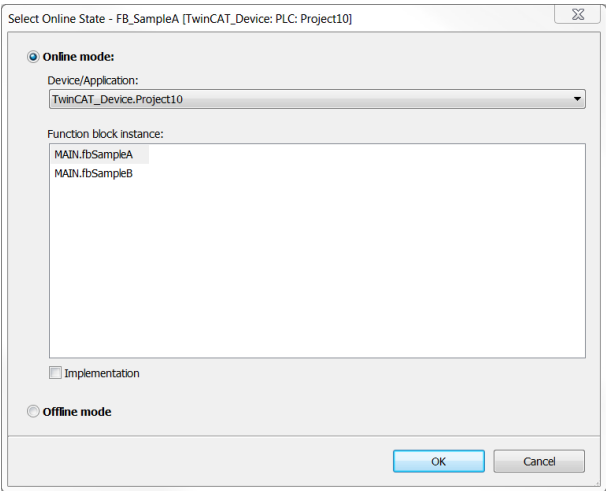 Select Online State - FB_SampleA [TwinCAT_Device: PLC: Project10]
Online mode:
Device/Application:
TwinCAT_Device.Project10
Function block instance:
MAIN.fbSampleA
MAIN.fbSampleB
Implementation
Offline mode
OK Cancel